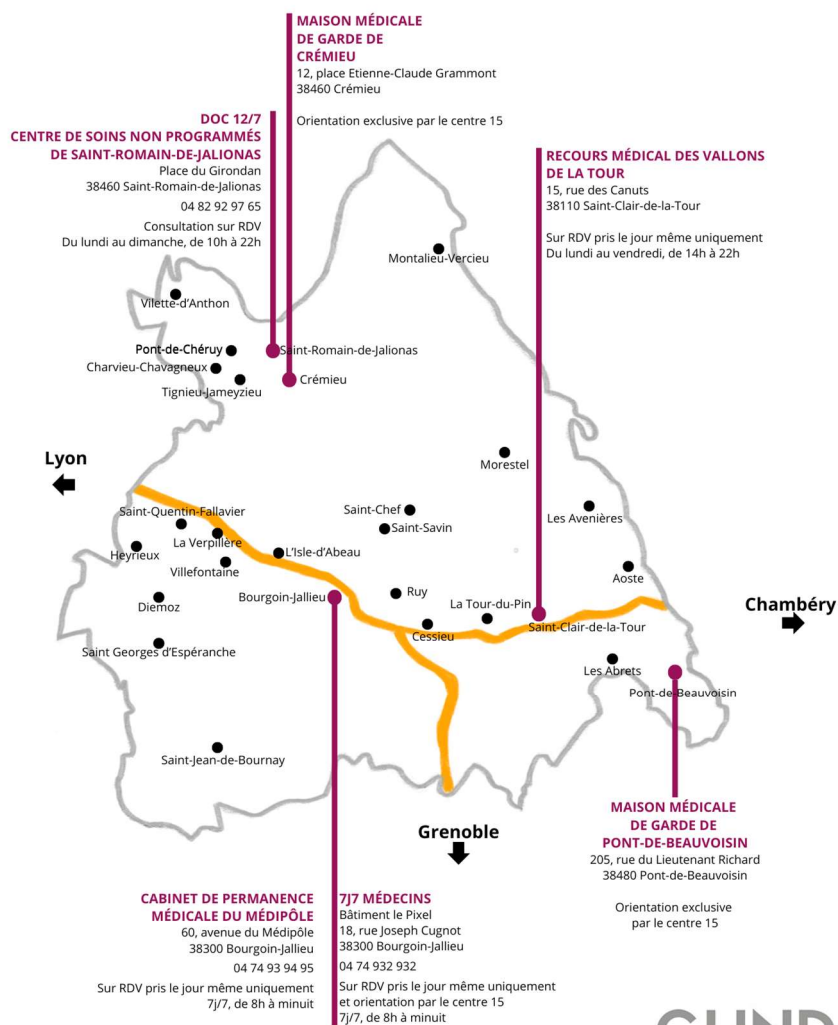 MAISON MÉDICALE
DE GARDE DE
CRÉMIEU
12, place Etienne-Claude Grammont
38460 Crémieu
Orientation exclusive par le centre 15
DOC 12/7
CENTRE DE SOINS NON PROGRAMMÉS
DE SAINT-ROMAIN-DE-JALIONAS
Place du Girondan
38460 Saint-Romain-de-Jalionas
04 82 92 97 65
Consultation sur RDV
Du lundi au dimanche, de 10h à 22h
RECOURS MÉDICAL DES VALLONS
DE LA TOUR
15, rue des Canuts
38110 Saint-Clair-de-la-Tour
Sur RDV pris le jour même uniquement
Du lundi au vendredi, de 14h à 22h
Montalieu-Vercieu
Vilette-d'Anthon
Pont-de-Chéruy
Saint-Romain-de-Jalionas
Charvieu-Chavagneux
Crémieu
Tignieu-Jameyzieu
Lyon
Morestel
Saint-Quentin-Fallavier
Saint-Chef
Les Avenières
Saint-Savin
La Verpillère
Heyrieux
L'Isle-d'Abeau
Villefontaine
Aoste
Bourgoin-Jallieu
Ruy
La Tour-du-Pin
Chambéry
Diemoz
Cessieu
Saint-Clair-de-la-Tour
Saint Georges d'Espéranche
Les Abrets
Pont-de-Beauvoisin
Saint-Jean-de-Bournay
Grenoble
MAISON MÉDICALE
DE GARDE DE
PONT-DE-BEAUVOISIN
205, rue du Lieutenant Richard
38480 Pont-de-Beauvoisin
Orientation exclusive
par le centre 15
CABINET DE PERMANENCE
MÉDICALE DU MÉDIPÔLE
60, avenue du Médipôle
38300 Bourgoin-Jallieu
04 74 93 94 95
Sur RDV pris le jour même uniquement
7j/7, de 8h à minuit
7J7 MÉDECINS
Bâtiment le Pixel
18, rue Joseph Cugnot
38300 Bourgoin-Jallieu
04 74 932 932
Sur RDV pris le jour même uniquement
et orientation par le centre 15
7j/7, de 8h à minuit